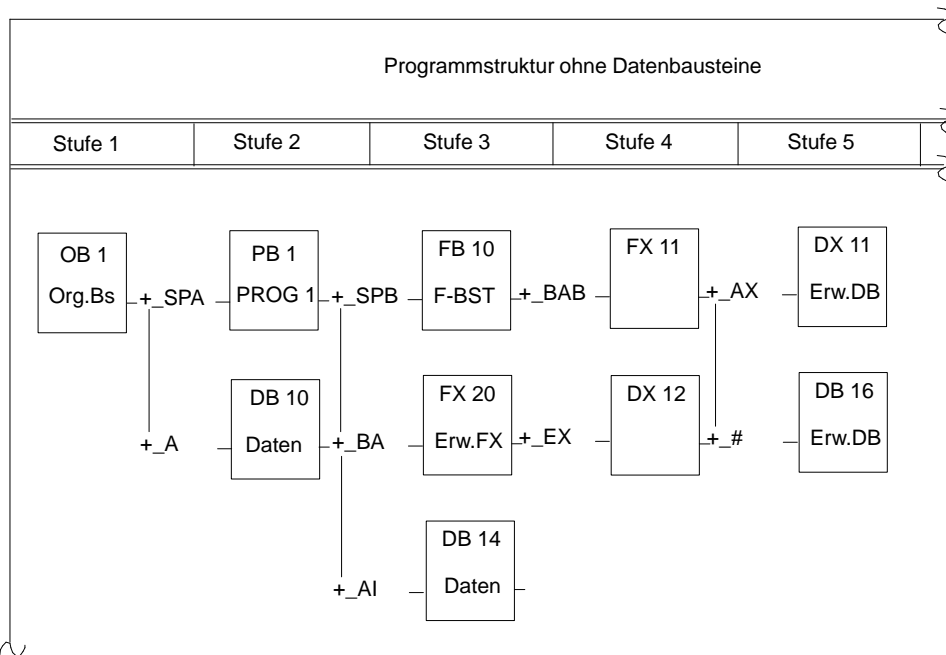 Programmstruktur ohne Datenbausteine
Stufe 1 Stufe 2 Stufe 3 Stufe 4 Stufe 5
OB 1 PB 1 FB 10 FX 11 DX 11
Org.Bs +_SPA PROG 1 +_SPB F-BST +_BAB +_AX Erw.DB
DB 10 FX 20 DX 12 DB 16
+_A Daten +_BA Erw.FX +_EX +_# Erw.DB
DB 14
+_AI Daten